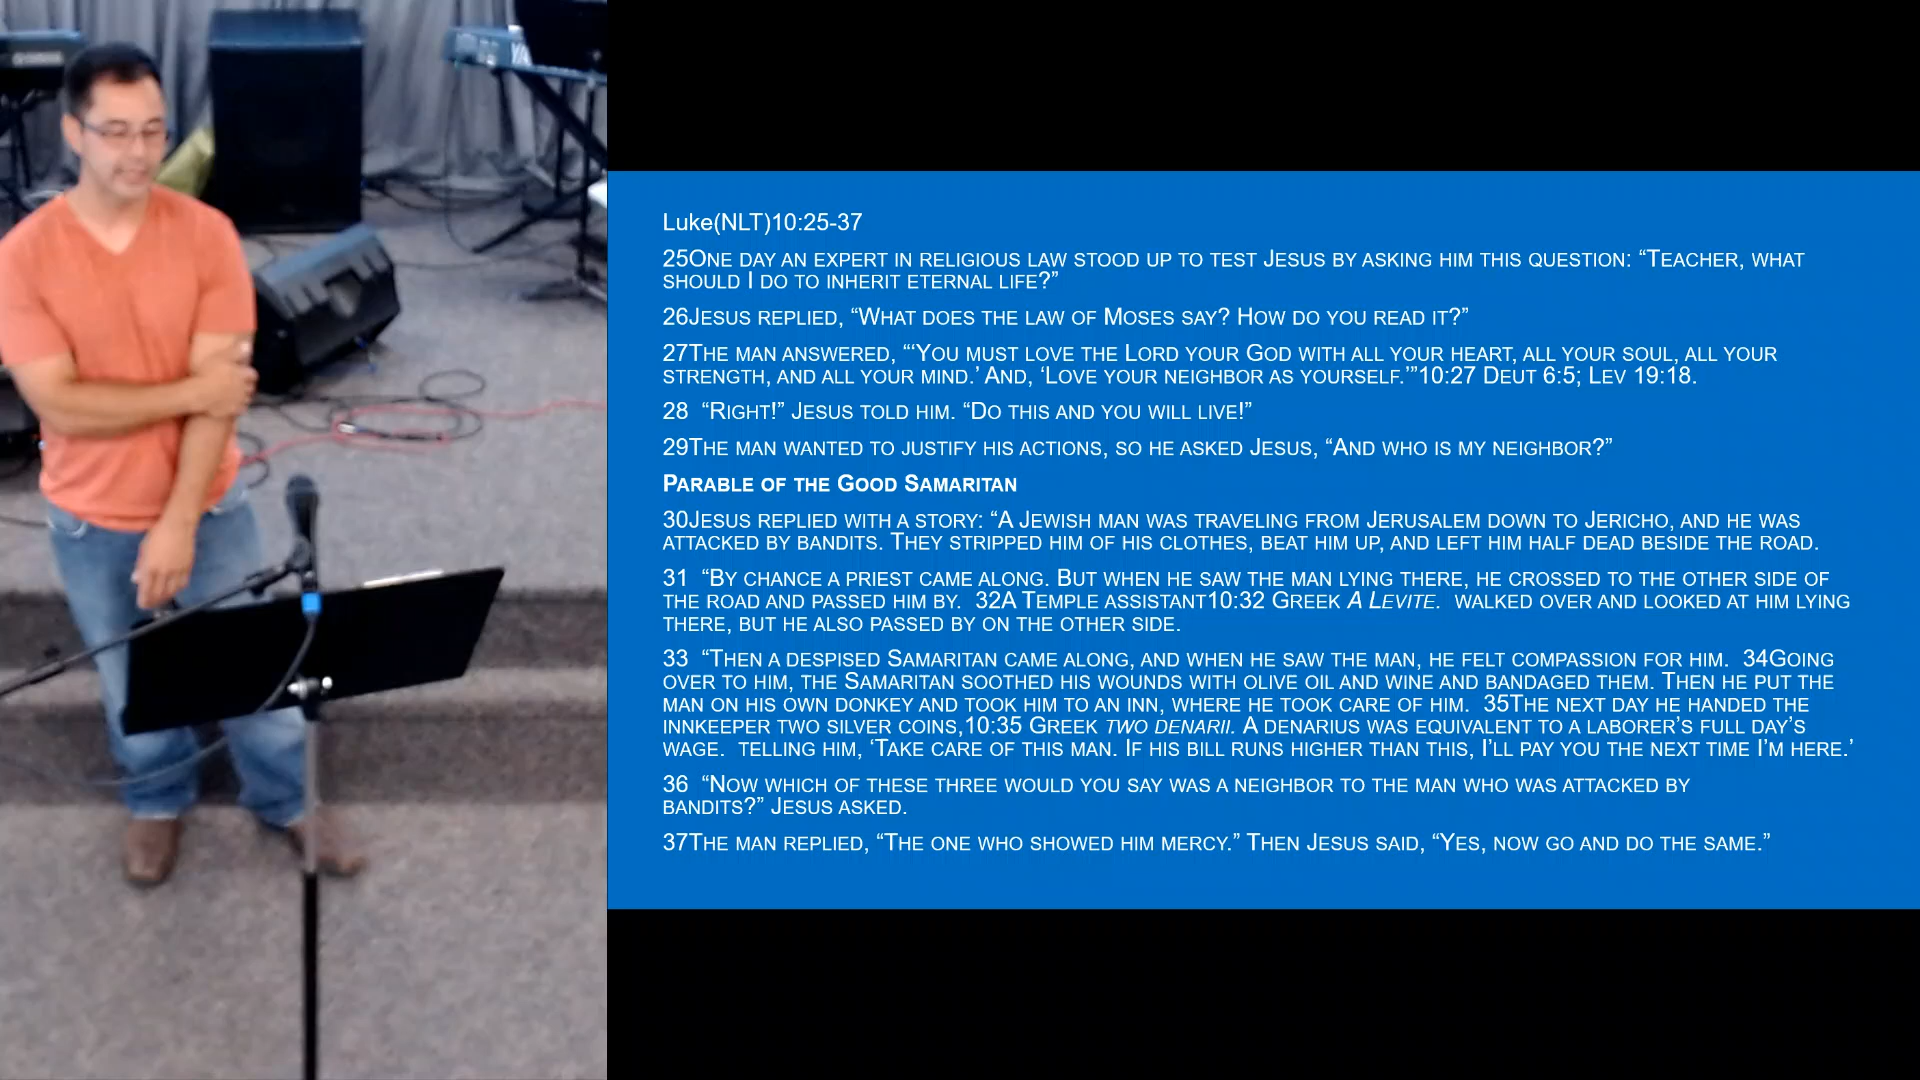 Luke(NLT)10:25-37
25ONE DAY AN EXPERT IN RELIGIOUS LAW STOOD UP TO TEST JESUS BY ASKING HIM THIS QUESTION: “TEACHER, WHAT
SHOULD I DO TO INHERIT ETERNAL LIFE?”
26JESUS REPLIED, “WHAT DOES THE LAW OF MOSES SAY? HOW DO YOU READ IT?”
27THE MAN ANSWERED, “‘YOU MUST LOVE THE LORD YOUR GOD WITH ALL YOUR HEART, ALL YOUR SOUL, ALL YOUR
STRENGTH, AND ALL YOUR MIND.’ AND, ‘LOVE YOUR NEIGHBOR AS YOURSELF.’”10:27 DEUT 6:5; LEV 19:18.
28 “RIGHT!” JESUS TOLD HIM. “DO THIS AND YOU WILL LIVE!”
29THE MAN WANTED TO JUSTIFY HIS ACTIONS, SO HE ASKED JESUS, “AND WHO IS MY NEIGHBOR?”
PARABLE OF THE GOOD SAMARITAN
30JESUS REPLIED WITH A STORY: “A JEWISH MAN WAS TRAVELING FROM JERUSALEM DOWN TO JERICHO, AND HE WAS
ATTACKED BY BANDITS. THEY STRIPPED HIM OF HIS CLOTHES, BEAT HIM UP, AND LEFT HIM HALF DEAD BESIDE THE ROAD.
31 “BY CHANCE A PRIEST CAME ALONG. BUT WHEN HE SAW THE MAN LYING THERE, HE CROSSED TO THE OTHER SIDE OF
THE ROAD AND PASSED HIM BY. 32A TEMPLE ASSISTANT10:32 GREEK A LEVITE. WALKED OVER AND LOOKED AT HIM LYING
THERE, BUT HE ALSO PASSED BY ON THE OTHER SIDE.
33 “THEN A DESPISED SAMARITAN CAME ALONG, AND WHEN HE SAW THE MAN, HE FELT COMPASSION FOR HIM. 34GOING
OVER TO HIM, THE SAMARITAN SOOTHED HIS WOUNDS WITH OLIVE OIL AND WINE AND BANDAGED THEM. THEN HE PUT THE
MAN ON HIS OWN DONKEY AND TOOK HIM TO AN INN, WHERE HE TOOK CARE OF HIM. 35THE NEXT DAY HE HANDED THE
INNKEEPER TWO SILVER COINS,10:35 GREEK TWO DENARII. A DENARIUS WAS EQUIVALENT TO A LABORER’S FULL DAY’S
WAGE. TELLING HIM, ‘TAKE CARE OF THIS MAN. IF HIS BILL RUNS HIGHER THAN THIS, I’LL PAY YOU THE NEXT TIME I’M HERE.’
36 “NOW WHICH OF THESE THREE WOULD YOU SAY WAS A NEIGHBOR TO THE MAN WHO WAS ATTACKED BY
BANDITS?” JESUS ASKED.
37THE MAN REPLIED, “THE ONE WHO SHOWED HIM MERCY.” THEN JESUS SAID, “YES, NOW GO AND DO THE SAME.”